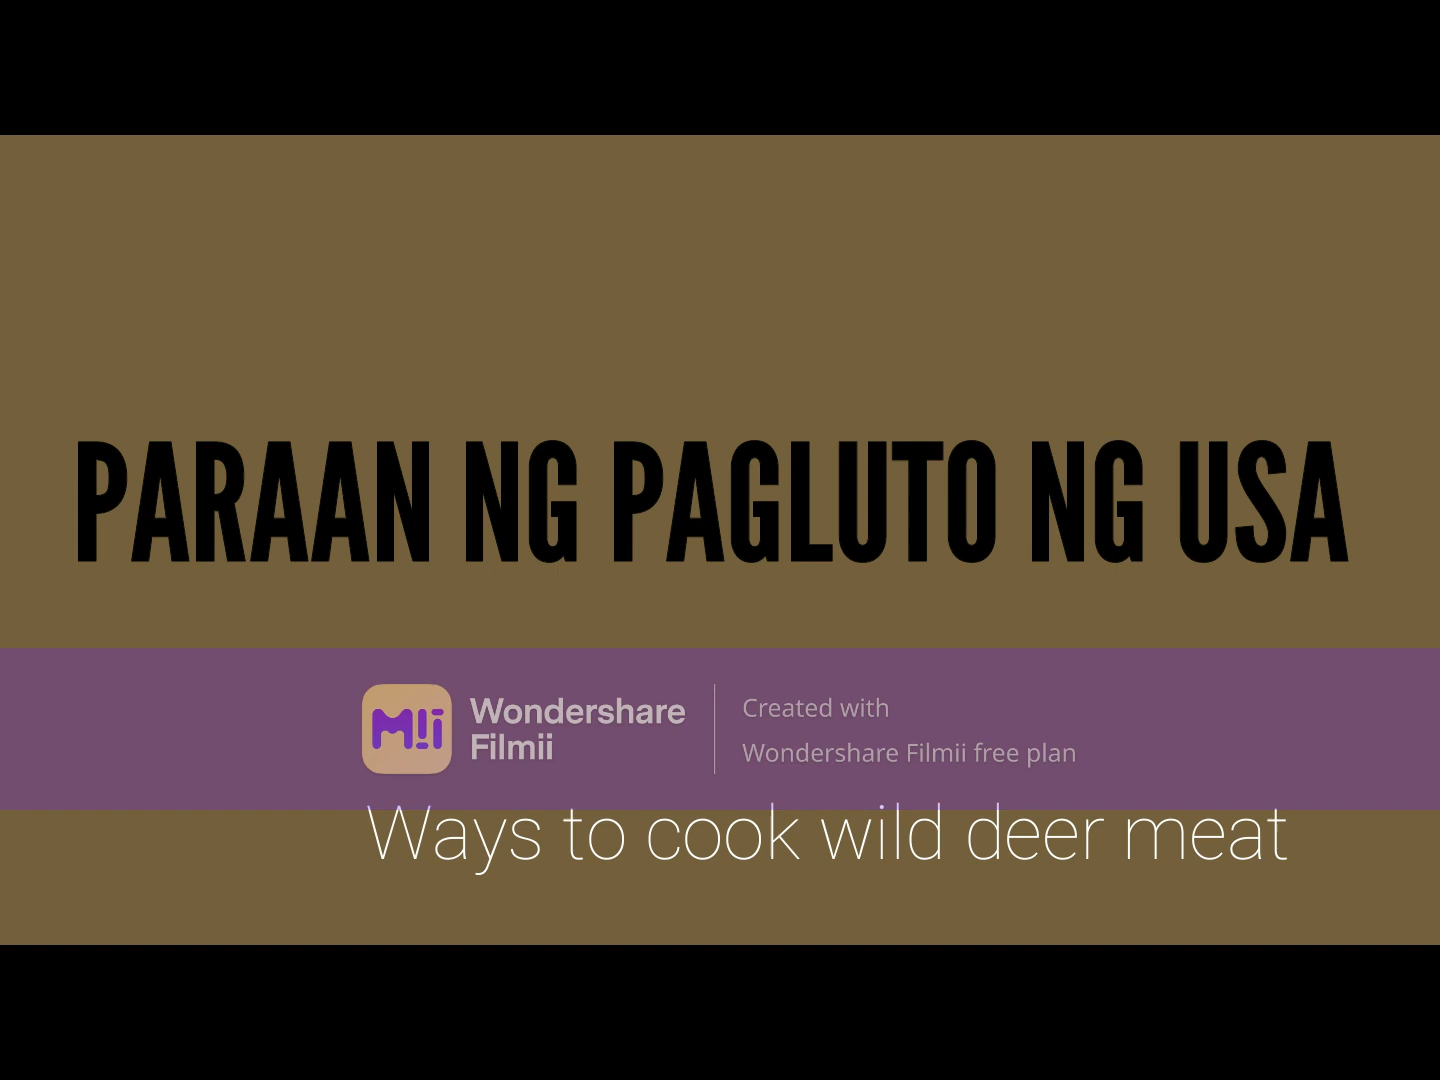 PARAAN NG PAGLUTO NG USA
Wondershare
Filmii
Created with
Wondershare Filmii free plan
Ways to cook wild deer meat